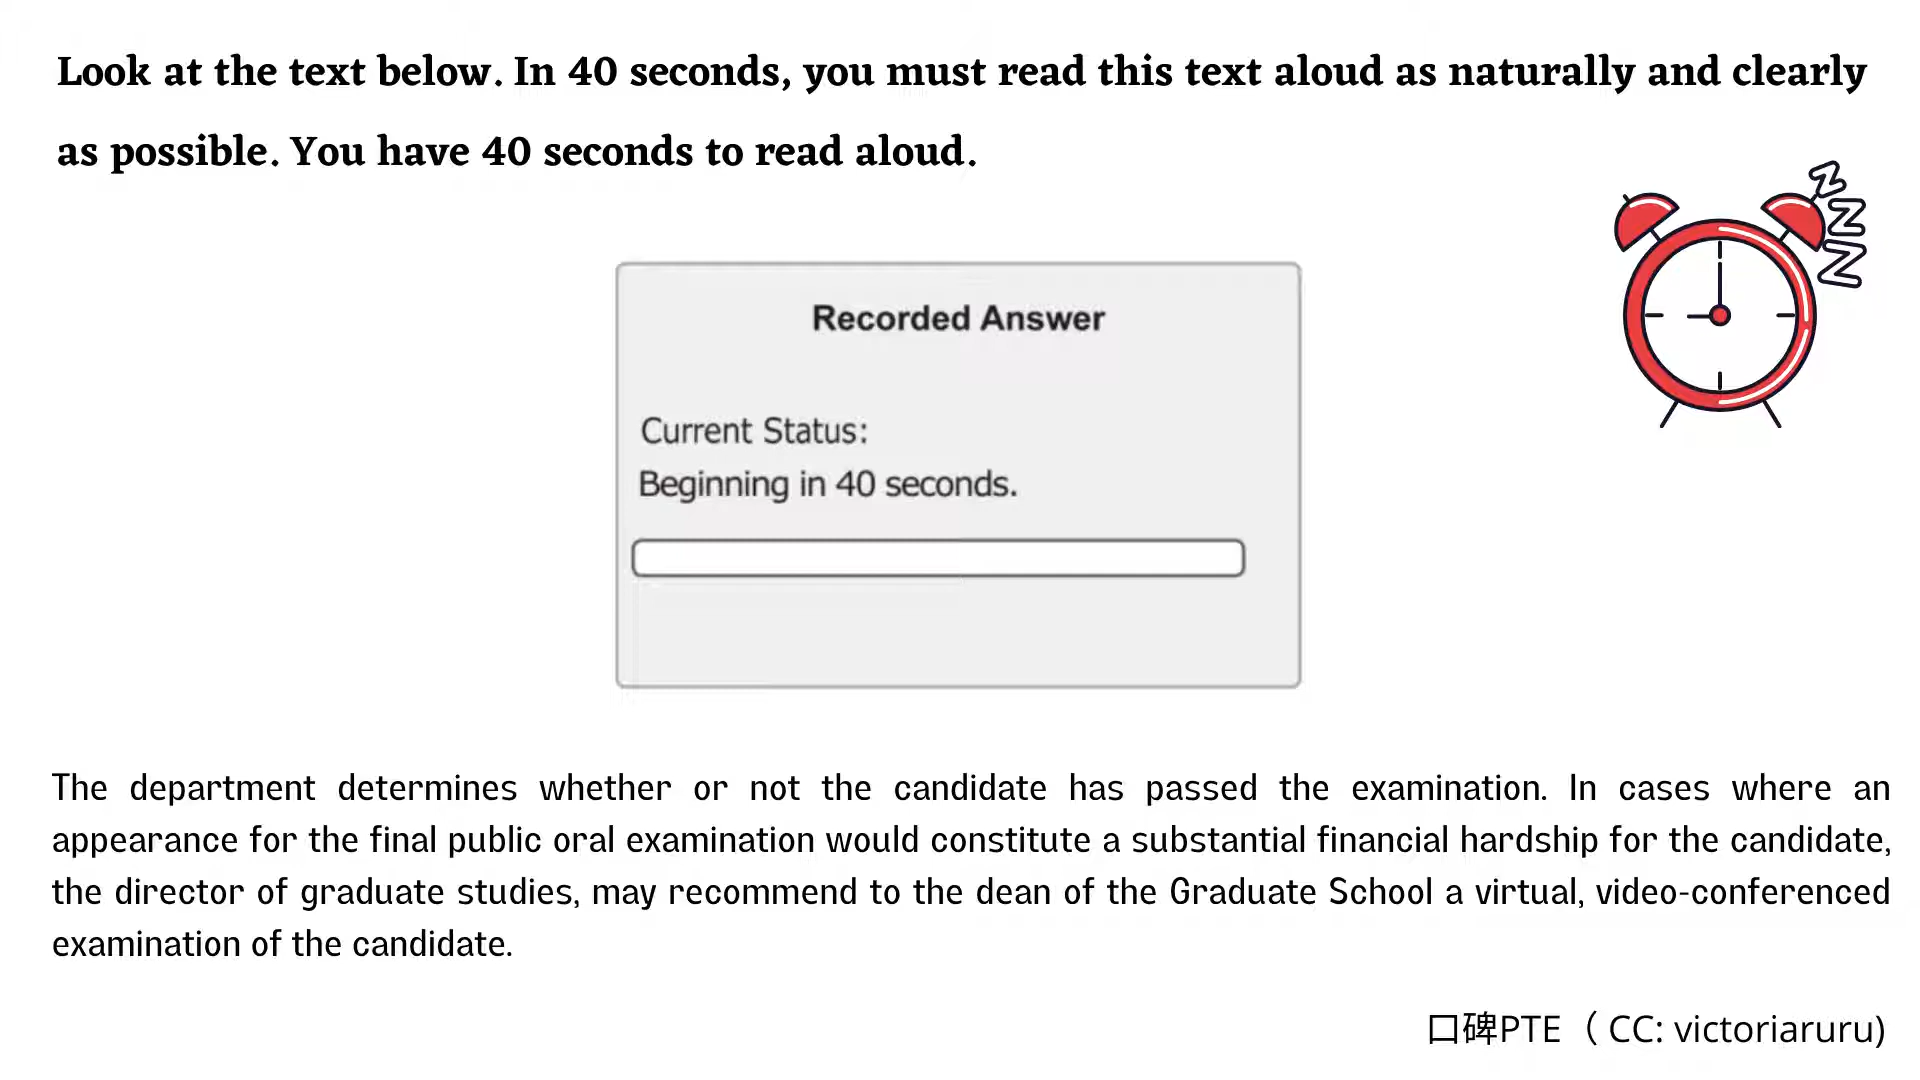 Look at the text below. In 40 seconds, you must read this text aloud as naturally and clearly
as possible. You have 40 seconds to read aloud.
Recorded Answer
Current Status:
Beginning in 40 seconds.
The department determines whether or not the candidate has passed the examination. In cases where an
appearance for the final public oral examination would constitute a substantial financial hardship for the candidate,
the director of graduate studies, may recommend to the dean of the Graduate School a virtual, video-conferenced
examination of the candidate.
口碑PTE（ CC: victoriaruru)